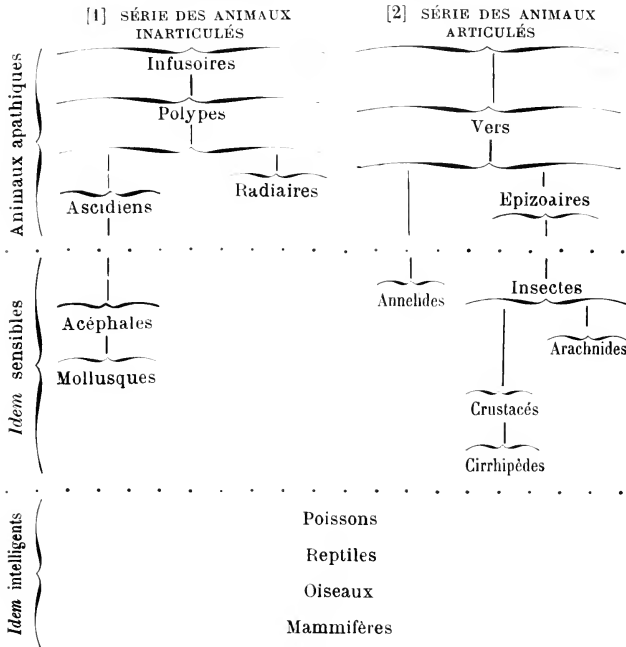 [1] SÉRIE DES ANIMAUX
INARTICULÉS
[2] SÉRIE DES ANIMAUX
ARTICULÉS
Animaux apathiques
Infusoires
Polypes
Vers
Radiaires
Ascidiens
Epizoaires
Idem sensibles
Annelides
Insectes
Acéphales
Arachnides
Mollusques
Crustacés
Cirrhipèdes
Idem intelligents
Poissons
Reptiles
Oiseaux
Mammifères